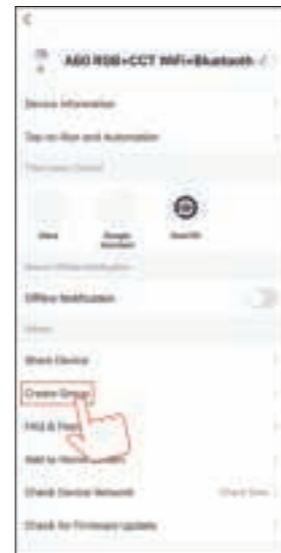 A60 RGB+CCT WiFi+Bluetooth
Device Information
Tap-to-Run and Automation
Alexa
Google
Assistant
Offline Notification
Others
Share Device
Create Group
FAQ &
Add to Home Screen
Check Device Network
Check Now
Check for Firmware Update